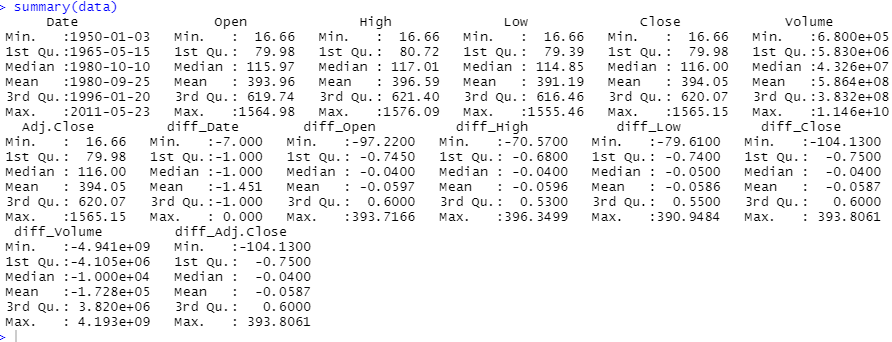 > summary(data)
Date Open High Low Close Volume
Min. :1950-01-03 Min. : 16.66 Min. : 16.66 Min. : 16.66 Min. : 16.66 Min. :6.800e+05
1st Qu.:1965-05-15 1st Qu.: 79.98 1st Qu.: 80.72 1st Qu.: 79.39 1st Qu.: 79.98 1st Qu.:5.830e+06
Median :1980-10-10 Median : 115.97 Median : 117.01 Median : 114.85 Median : 116.00 Median :4.326e+07
Mean :1980-09-25 Mean : 393.96 Mean : 396.59 Mean : 391.19 Mean : 394.05 Mean :5.864e+08
3rd Qu.:1996-01-20 3rd Qu.: 619.74 3rd Qu.: 621.40 3rd Qu.: 616.46 3rd Qu.: 620.07 3rd Qu.:3.832e+08
Max. :2011-05-23 Max. :1564.98 Max. :1576.09 Max. :1555.46 Max. :1565.15 Max. :1.146e+10
Adj.Close diff_Date diff_Open diff_High diff_Low diff_Close
Min. : 16.66 Min. :-7.000 Min. :-97.2200 Min. :-70.5700 Min. :-79.6100 Min. :-104.1300
1st Qu.: 79.98 1st Qu.:-1.000 1st Qu.: -0.7450 1st Qu.: -0.6800 1st Qu.: -0.7400 1st Qu.: -0.7500
Median : 116.00 Median :-1.000 Median : -0.0400 Median : -0.0400 Median : -0.0500 Median : -0.0400
Mean : 394.05 Mean :-1.451 Mean : -0.0597 Mean : -0.0596 Mean : -0.0586 Mean : -0.0587
3rd Qu.: 620.07 3rd Qu.:-1.000 3rd Qu.: 0.6000 3rd Qu.: 0.5300 3rd Qu.: 0.5500 3rd Qu.: 0.6000
Max. :1565.15 Max. : 0.000 Max. :393.7166 Max. :396.3499 Max. :390.9484 Max. : 393.8061
diff_Volume diff_Adj.Close
Min. :-4.941e+09 Min. :-104.1300
1st Qu.:-4.105e+06 1st Qu.: -0.7500
Median :-1.000e+04 Median : -0.0400
Mean :-1.728e+05 Mean : -0.0587
3rd Qu.: 3.820e+06 3rd Qu.: 0.6000
Max. : 4.193e+09 Max. : 393.8061
>